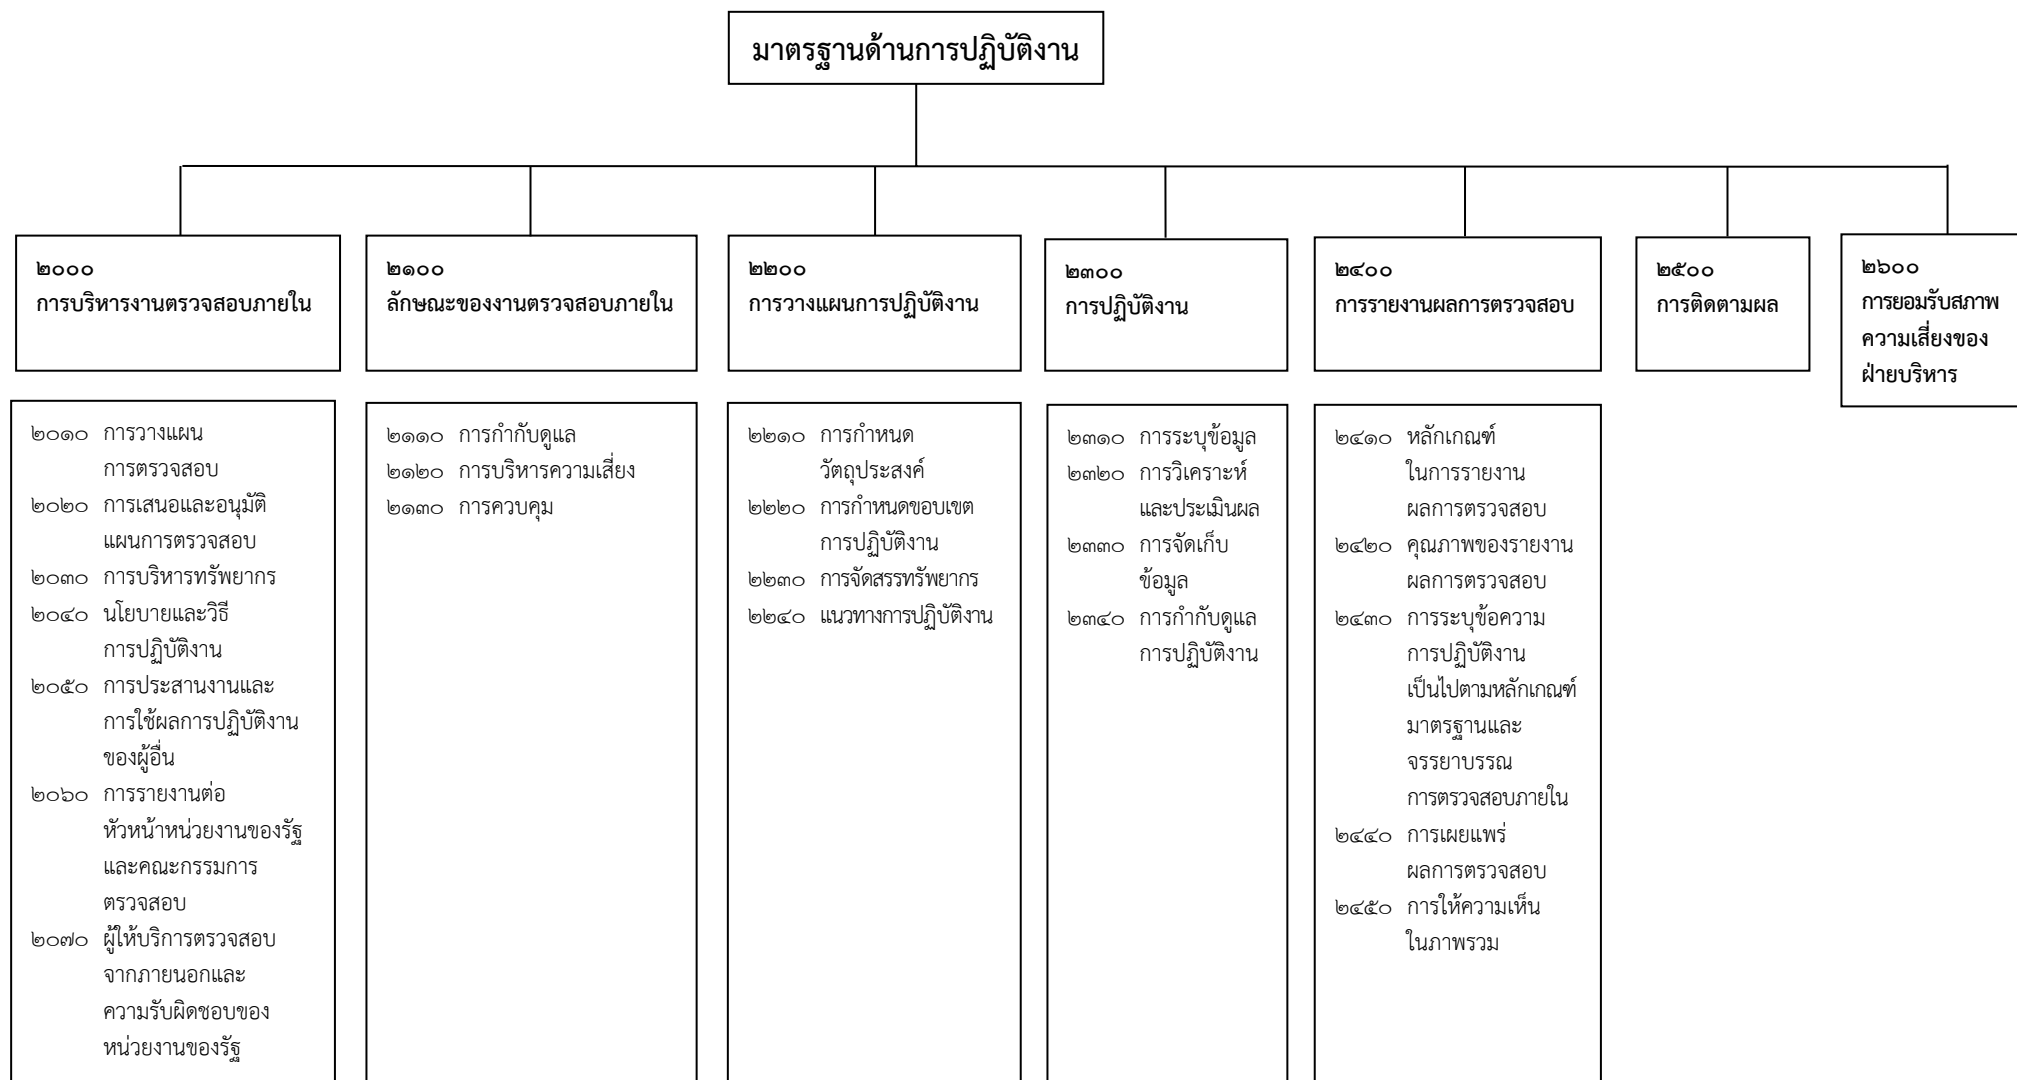 มาตรฐานด้านการปฏิบัติงาน
๒๐๐๐
การบริหารงานตรวจสอบภายใน
๒๑๐๐
ลักษณะของงานตรวจสอบภายใน
๒๒๐๐
การวางแผนการปฏิบัติงาน
๒๓๐๐
การปฏิบัติงาน
๒๔๐๐
การรายงานผลการตรวจสอบ
๒๕๐๐
การติดตามผล
๒๖๐๐
การยอมรับสภาพ
ความเสี่ยงของ
ฝ่ายบริหาร
๒๐๑๐ การวางแผน
การตรวจสอบ
๒๐๒๐ การเสนอและอนุมัติ
แผนการตรวจสอบ
๒๐๓๐ การบริหารทรัพยากร
๒๐๔๐ นโยบายและวิธี
การปฏิบัติงาน
๒๐๕๐ การประสานงานและ
การใช้ผลการปฏิบัติงาน
ของผู้อื่น
๒๐๖๐ การรายงานต่อ
หัวหน้าหน่วยงานของรัฐ
และคณะกรรมการ
ตรวจสอบ
๒๐๗๐ ผู้ให้บริการตรวจสอบ
จากภายนอกและ
ความรับผิดชอบของ
หน่วยงานของรัฐ
๒๑๑๐ การกำกับดูแล
๒๑๒๐ การบริหารความเสี่ยง
๒๑๓๐ การควบคุม
๒๒๑๐ การกำหนด
วัตถุประสงค์
๒๒๒๐ การกำหนดขอบเขต
การปฏิบัติงาน
๒๒๓๐ การจัดสรรทรัพยากร
๒๒๔๐ แนวทางการปฏิบัติงาน
๒๓๑๐ การระบุข้อมูล
๒๓๒๐ การวิเคราะห์
และประเมินผล
๒๓๓๐ การจัดเก็บ
ข้อมูล
๒๓๔๐ การกำกับดูแล
การปฏิบัติงาน
๒๔๑๐ หลักเกณฑ์
ในการรายงาน
ผลการตรวจสอบ
๒๔๒๐ คุณภาพของรายงาน
ผลการตรวจสอบ
๒๔๓๐ การระบุข้อความ
การปฏิบัติงาน
เป็นไปตามหลักเกณฑ์
มาตรฐานและ
จรรยาบรรณ
การตรวจสอบภายใน
๒๔๔๐ การเผยแพร่
ผลการตรวจสอบ
๒๔๕๐ การให้ความเห็น
ในภาพรวม